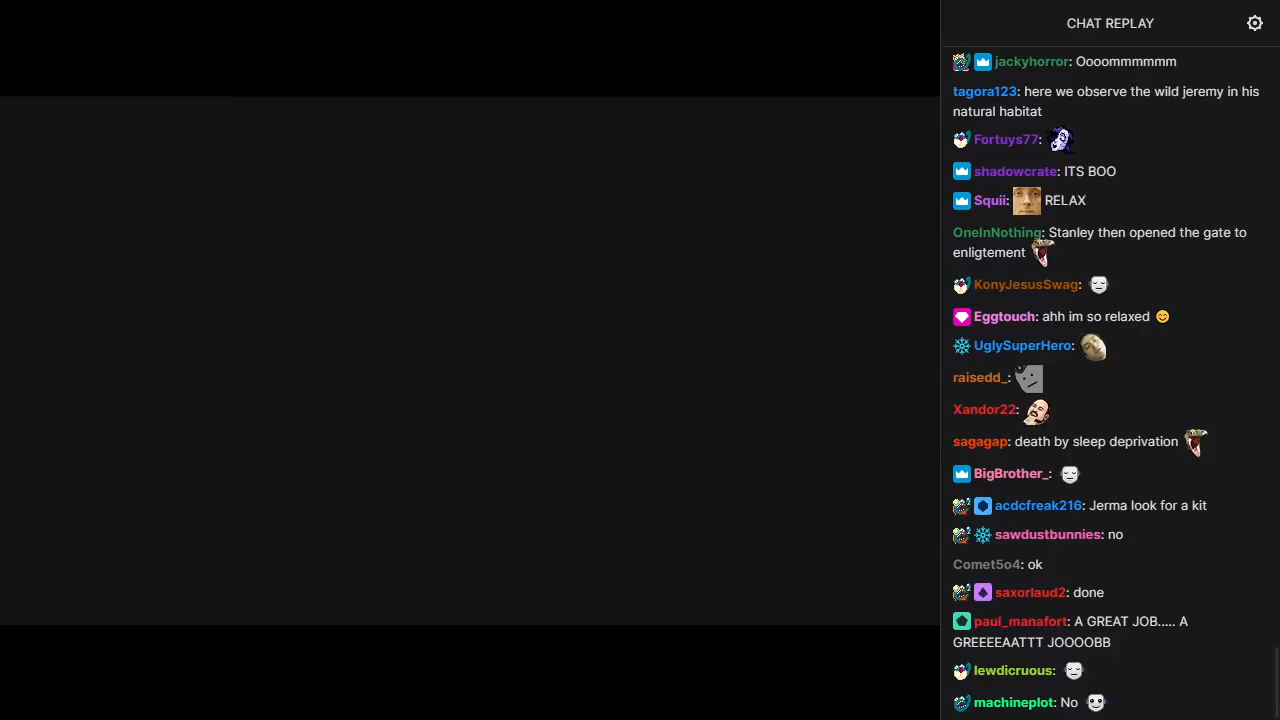 CHAT REPLAY
jackyhorror: Oooommmmmm
tagora123: here we observe the wild jeremy in his
natural habitat
Fortuys77:
shadowcrate: ITS BOO
Squii: RELAX
OneInNothing: Stanley then opened the gate to
enligtement
KonyJesusSwag:
Eggtouch: ahh im so relaxed 😊
UglySuperHero:
raisedd_:
Xandor22:
sagagap: death by sleep deprivation
BigBrother_:
acdcfreak216: Jerma look for a kit
sawdustbunnies: no
Comet5o4: ok
saxorlaud2: done
paul_manafort: A GREAT JOB..... A
GREEEEAATTT JOOOOBB
lewdicruous:
machineplot: No